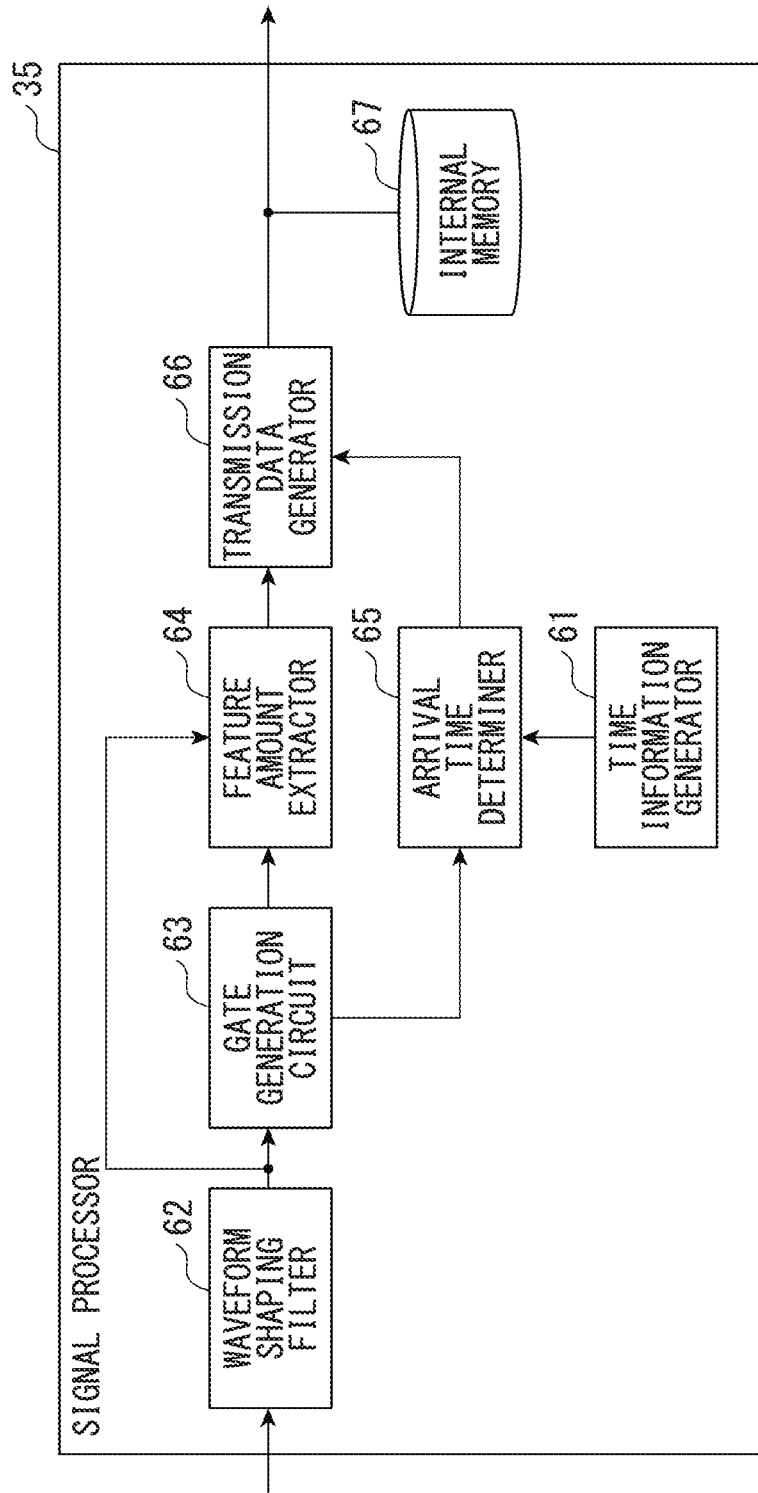 SIGNAL PROCESSOR
35
62
WAVEFORM
SHAPING
FILTER
63
GATE
GENERATION
CIRCUIT
64
FEATURE
AMOUNT
EXTRACTOR
66
TRANSMISSION
DATA
GENERATOR
67
INTERNAL
MEMORY
65
ARRIVAL
TIME
DETERMINER
61
TIME
INFORMATION
GENERATOR